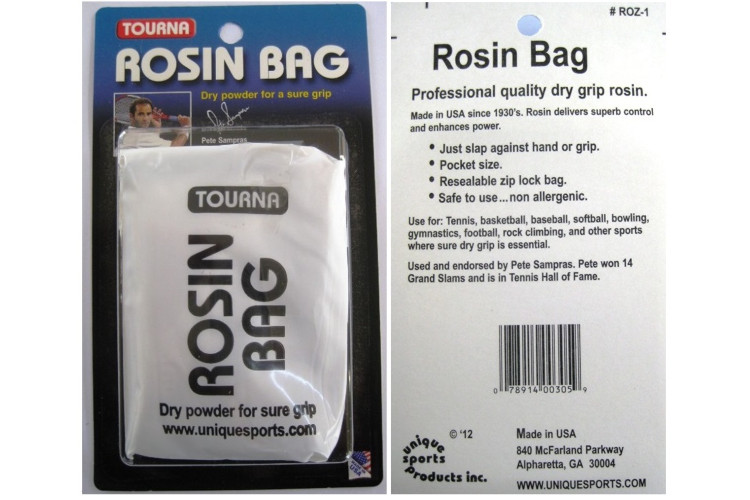 TOURNA
ROSIN BAG
Dry powder for a sure grip
Pete Sampras
Pete Sampras
TOURNA
ROSIN
BAG
Dry powder for sure grip
www.uniquesports.com
USA
# ROZ-1
Rosin Bag
Professional quality dry grip rosin.
Made in USA since 1930's. Rosin delivers superb control
and enhances power.
• Just slap against hand or grip.
• Pocket size.
• Resealable zip lock bag.
• Safe to use...non allergenic.
Use for: Tennis, basketball, baseball, softball, bowling,
gymnastics, football, rock climbing, and other sports
where sure dry grip is essential.
Used and endorsed by Pete Sampras. Pete won 14
Grand Slams and is in Tennis Hall of Fame.
0 78914 00305 9
unique
sports
products inc.
© '12
Made in USA
840 McFarland Parkway
Alpharetta, GA 30004
WWW.UNIQUESPORTS.COM